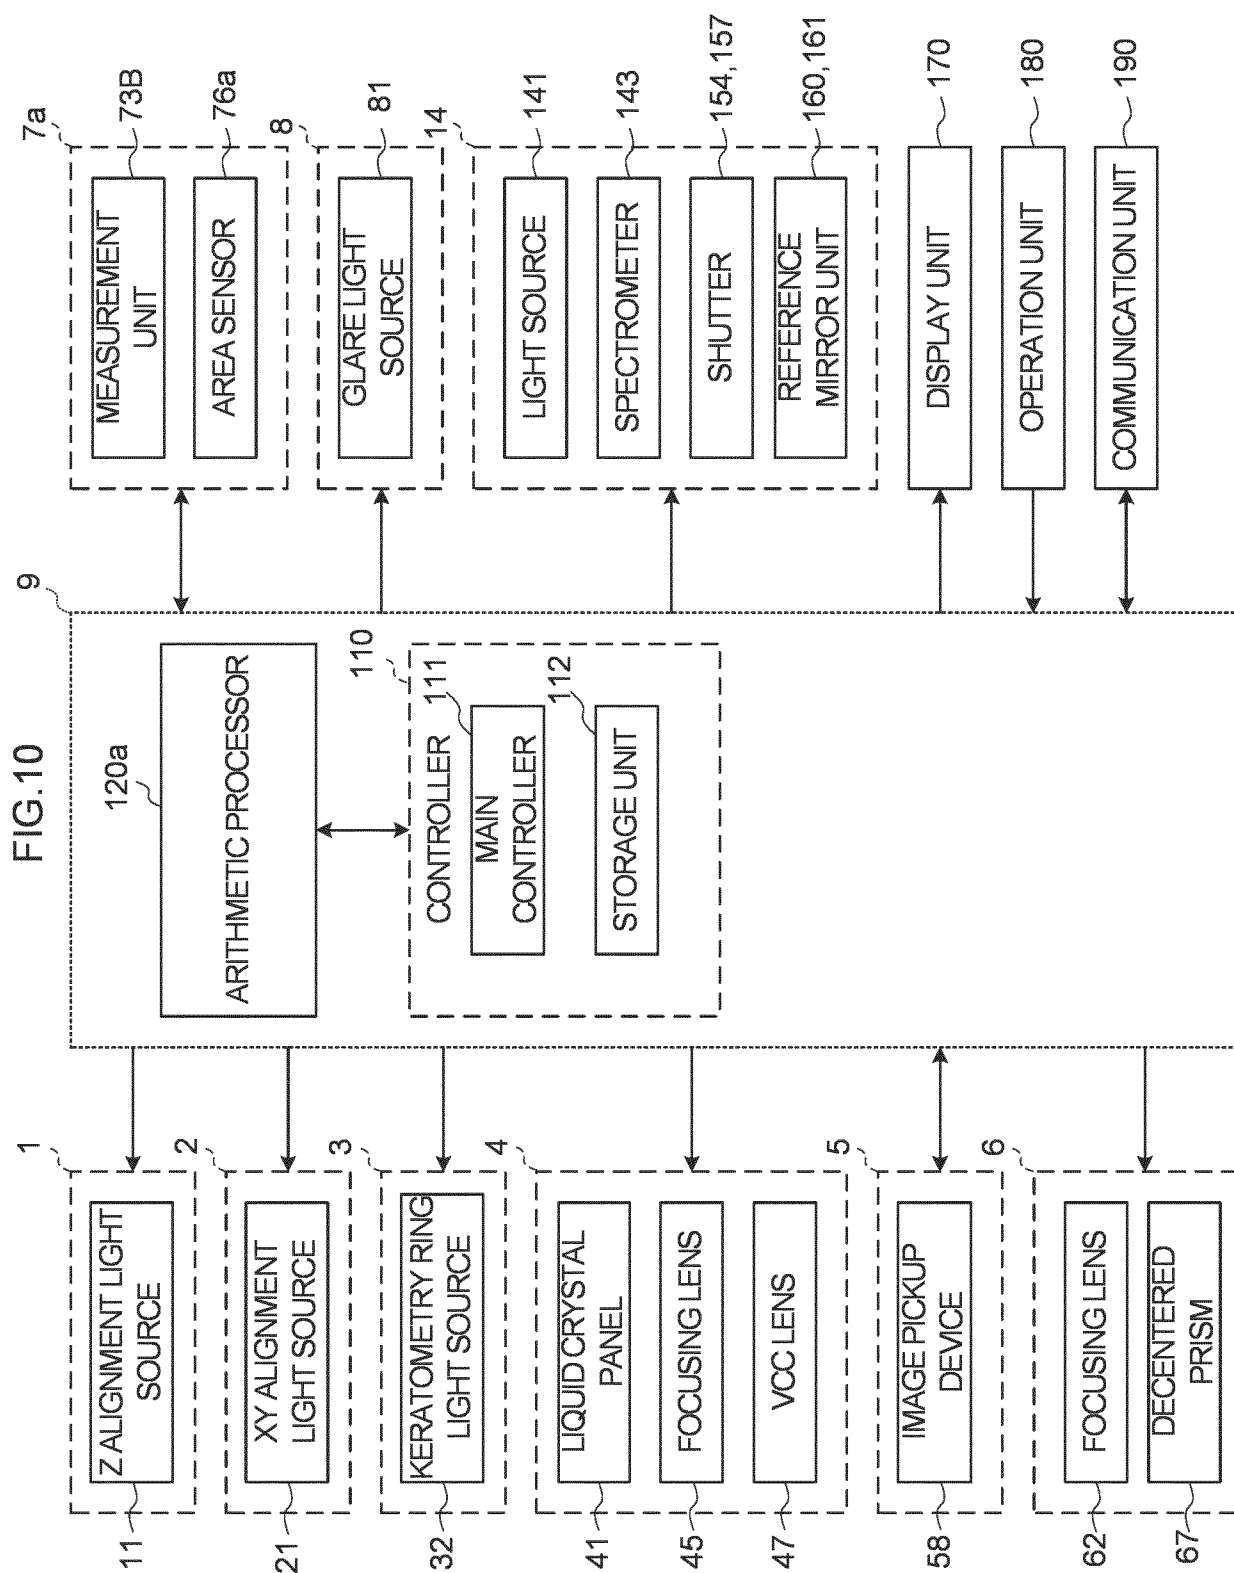 FIG.10
9
120a
ARITHMETIC PROCESSOR
110
CONTROLLER
111
MAIN
CONTROLLER
112
STORAGE UNIT
1
Z ALIGNMENT LIGHT
SOURCE
11
2
XY ALIGNMENT
LIGHT SOURCE
21
3
KERATOMETRY RING
LIGHT SOURCE
32
4
LIQUID CRYSTAL
PANEL
41
FOCUSING LENS
45
VCC LENS
47
5
IMAGE PICKUP
DEVICE
58
6
FOCUSING LENS
62
DECENTERED
PRISM
67
7a
MEASUREMENT
UNIT
73B
AREA SENSOR
76a
8
GLARE LIGHT
SOURCE
81
14
LIGHT SOURCE
141
SPECTROMETER
143
SHUTTER
154,157
REFERENCE
MIRROR UNIT
160,161
DISPLAY UNIT
170
OPERATION UNIT
180
COMMUNICATION UNIT
190